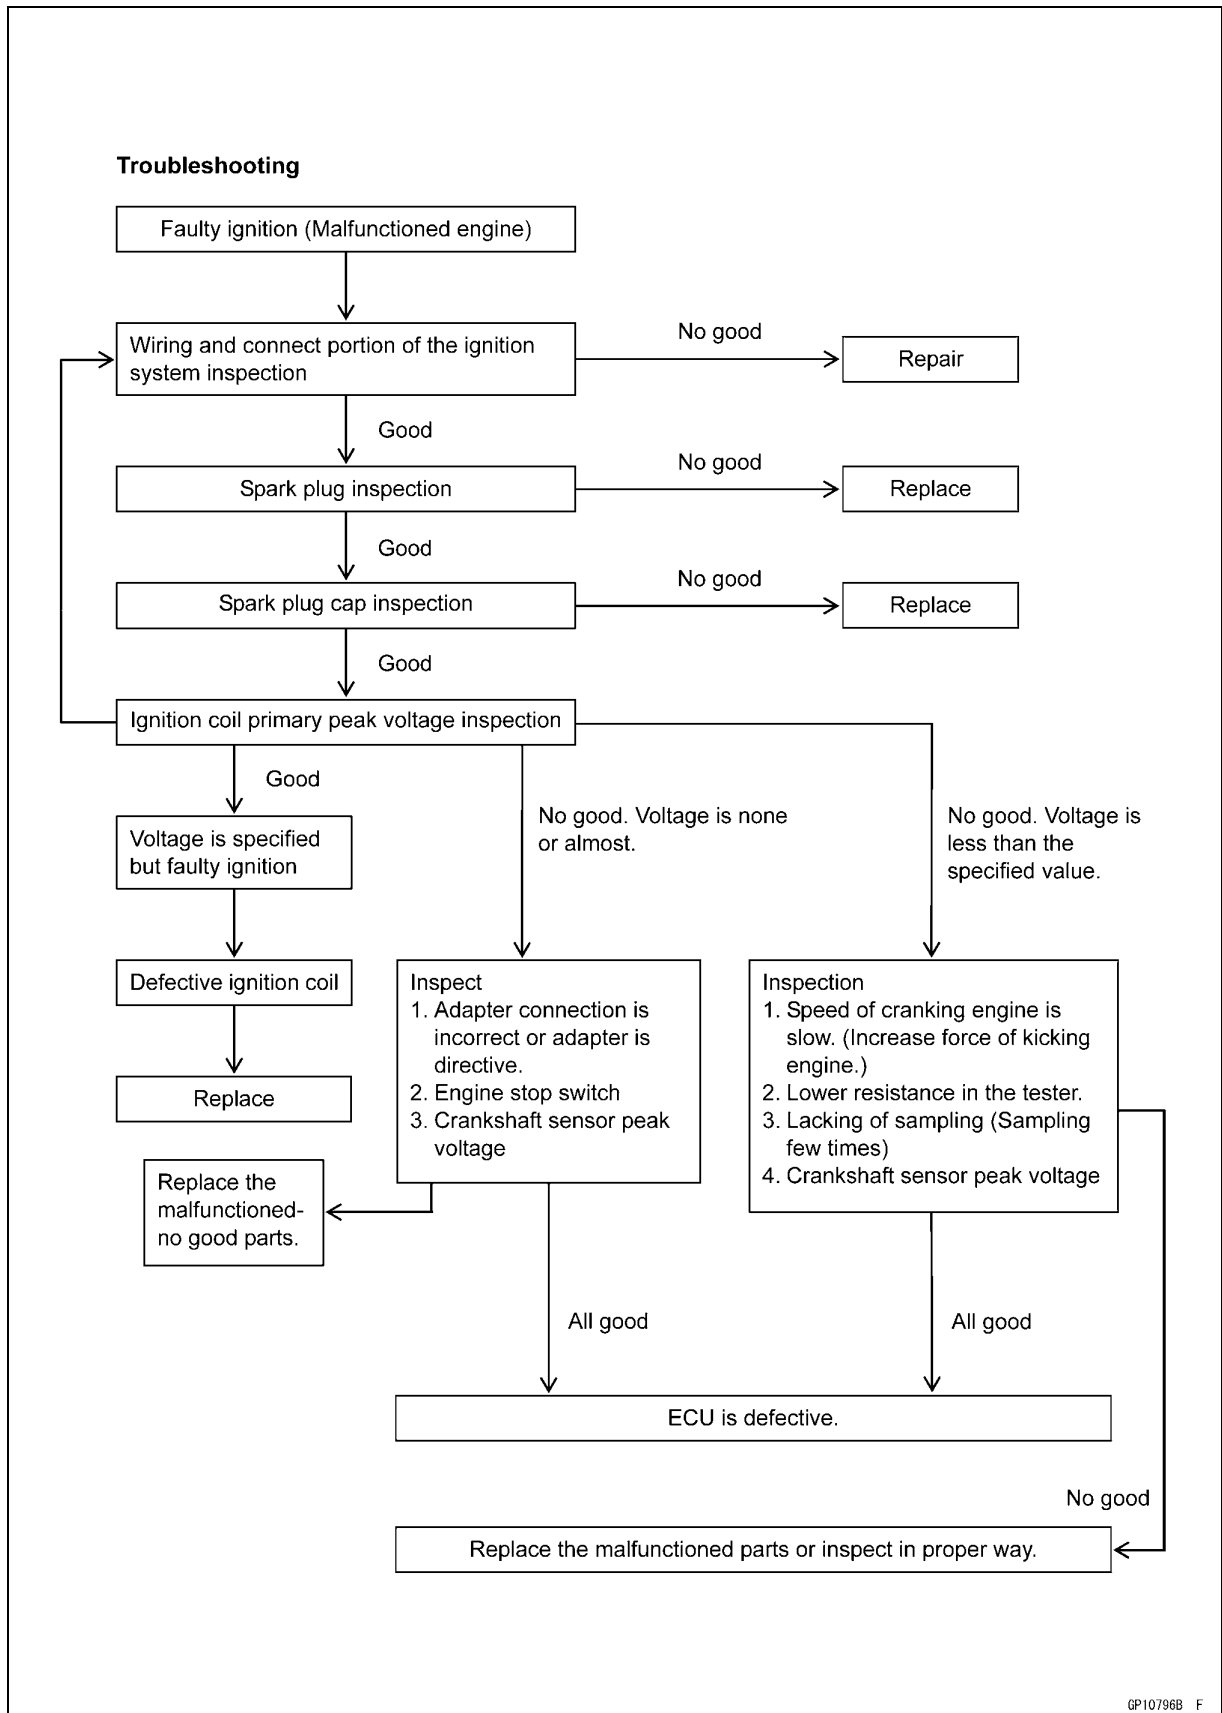 Troubleshooting
Faulty ignition (Malfunctioned engine)
Wiring and connect portion of the ignition
system inspection
No good
Repair
Good
Spark plug inspection
No good
Replace
Good
Spark plug cap inspection
No good
Replace
Good
Ignition coil primary peak voltage inspection
Good
Voltage is specified
but faulty ignition
Defective ignition coil
Replace
No good. Voltage is none
or almost.
No good. Voltage is
less than the
specified value.
Inspect
1. Adapter connection is
incorrect or adapter is
directive.
2. Engine stop switch
3. Crankshaft sensor peak
voltage
Inspection
1. Speed of cranking engine is
slow. (Increase force of kicking
engine.)
2. Lower resistance in the tester.
3. Lacking of sampling (Sampling
few times)
4. Crankshaft sensor peak voltage
Replace the
malfunctioned-
no good parts.
All good
All good
ECU is defective.
No good
Replace the malfunctioned parts or inspect in proper way.
GP10796B F